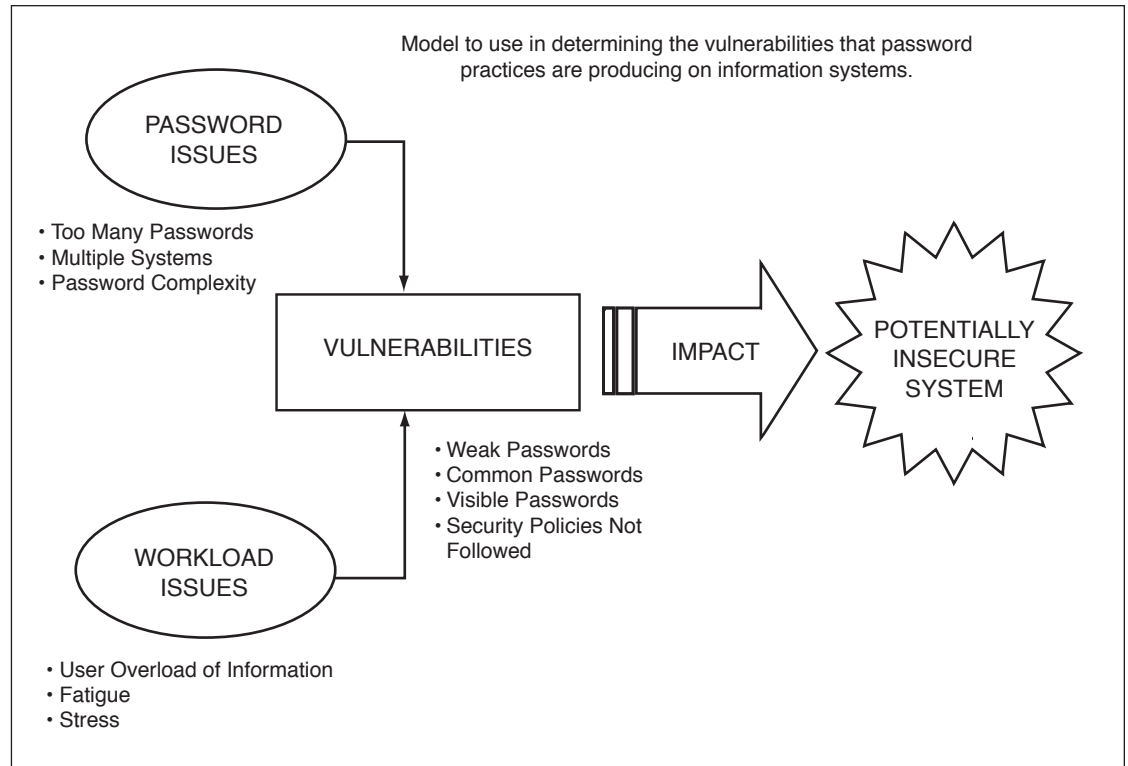 Model to use in determining the vulnerabilities that password
practices are producing on information systems.
PASSWORD
ISSUES
• Too Many Passwords
• Multiple Systems
• Password Complexity
VULNERABILITIES
IMPACT
POTENTIALLY
INSECURE
SYSTEM
• Weak Passwords
• Common Passwords
• Visible Passwords
• Security Policies Not
Followed
WORKLOAD
ISSUES
• User Overload of Information
• Fatigue
• Stress